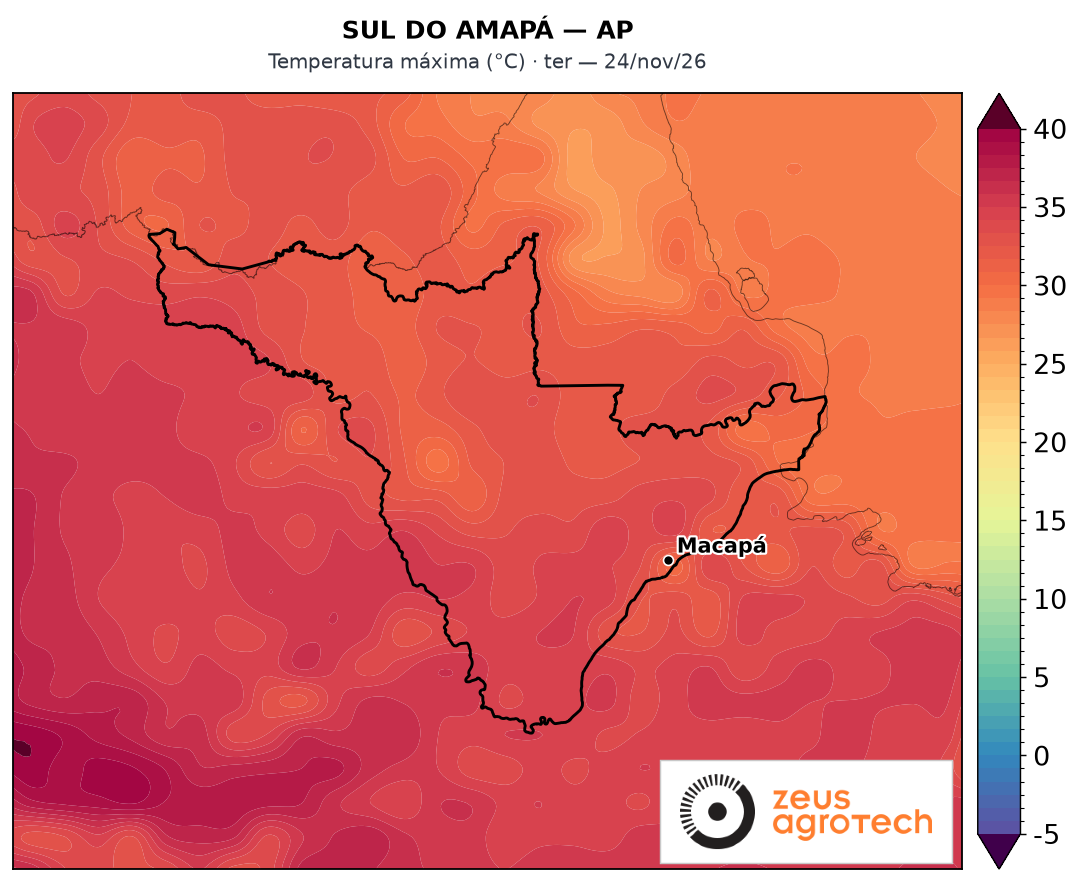 SUL DO AMAPÁ — AP
Temperatura máxima (°C) · ter — 24/nov/26
40
35
30
25
20
15
10
5
0
-5
Macapá
zeus
agrotech